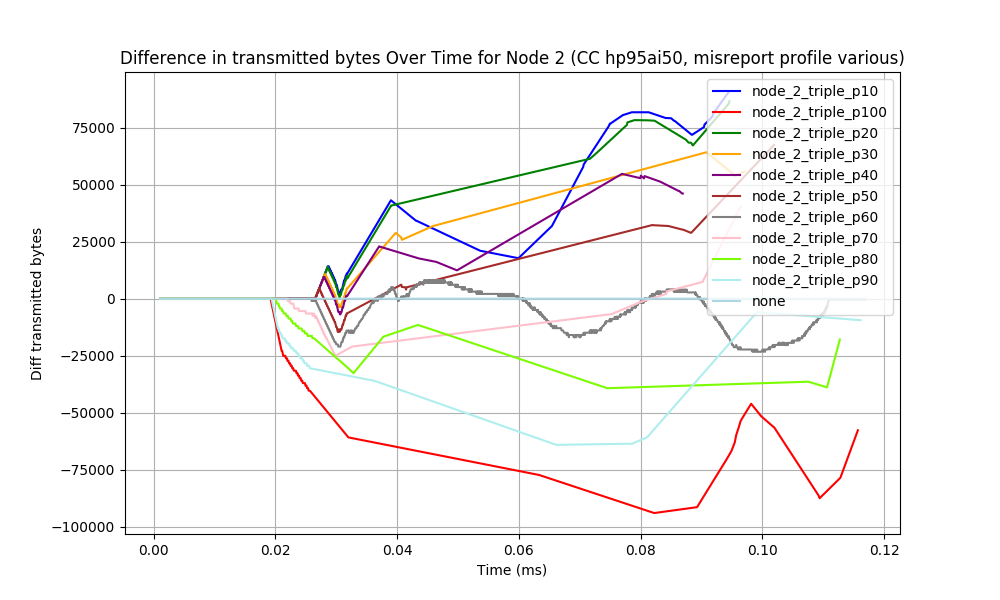 Difference in transmitted bytes Over Time for Node 2 (CC hp95ai50, misreport profile various)
Diff transmitted bytes
75000
50000
25000
0
−25000
−50000
−75000
−100000
node_2_triple_p10
node_2_triple_p100
node_2_triple_p20
node_2_triple_p30
node_2_triple_p40
node_2_triple_p50
node_2_triple_p60
node_2_triple_p70
node_2_triple_p80
node_2_triple_p90
none
0.00 0.02 0.04 0.06 0.08 0.10 0.12
Time (ms)